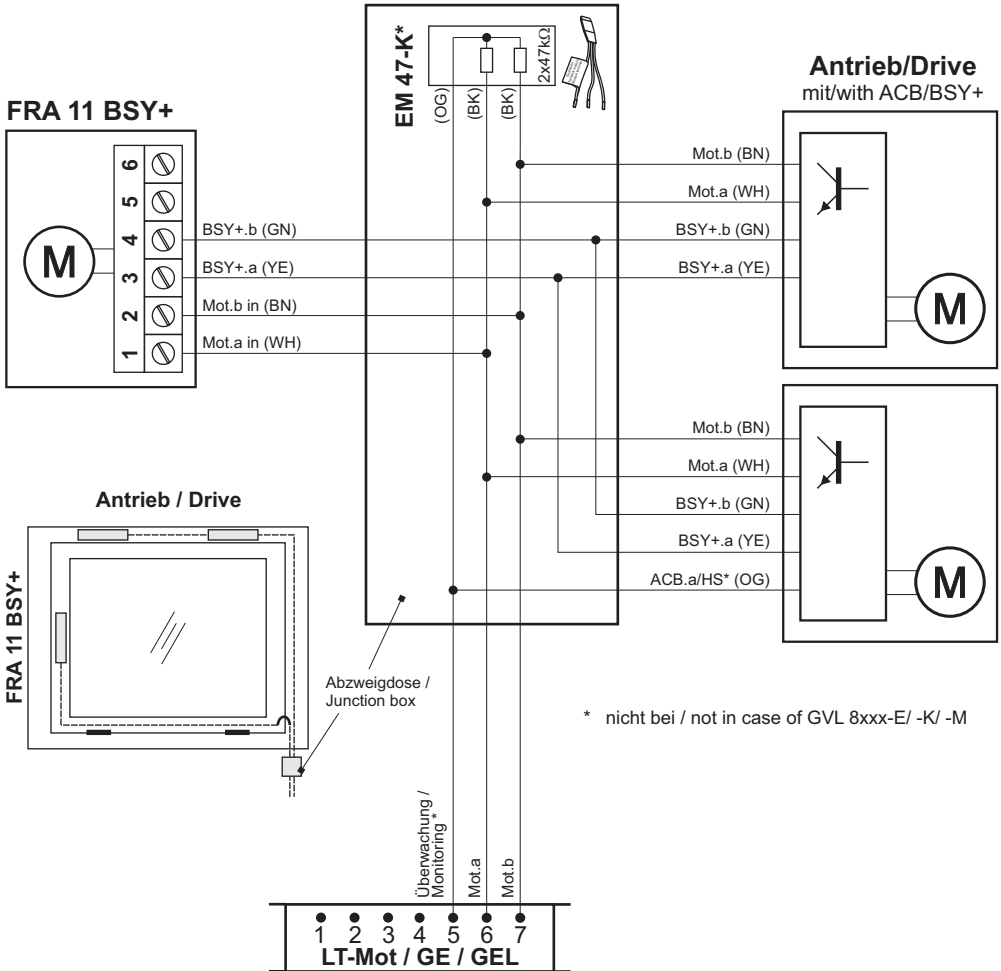 EM 47-K*
2x47kΩ
(OG)
(BK)
(BK)
Antrieb/Drive
mit/with ACB/BSY+
FRA 11 BSY+
6
5
4
3
2
1
M
BSY+.b (GN)
BSY+.a (YE)
Mot.b in (BN)
Mot.a in (WH)
Mot.b (BN)
Mot.a (WH)
BSY+.b (GN)
BSY+.a (YE)
M
Mot.b (BN)
Mot.a (WH)
BSY+.b (GN)
BSY+.a (YE)
ACB.a/HS* (OG)
M
Antrieb / Drive
FRA 11 BSY+
Abzweigdose /
Junction box
* nicht bei / not in case of GVL 8xxx-E/ -K/ -M
Überwachung /
Monitoring *
Mot.a
Mot.b
1 2 3 4 5 6 7
LT-Mot / GE / GEL